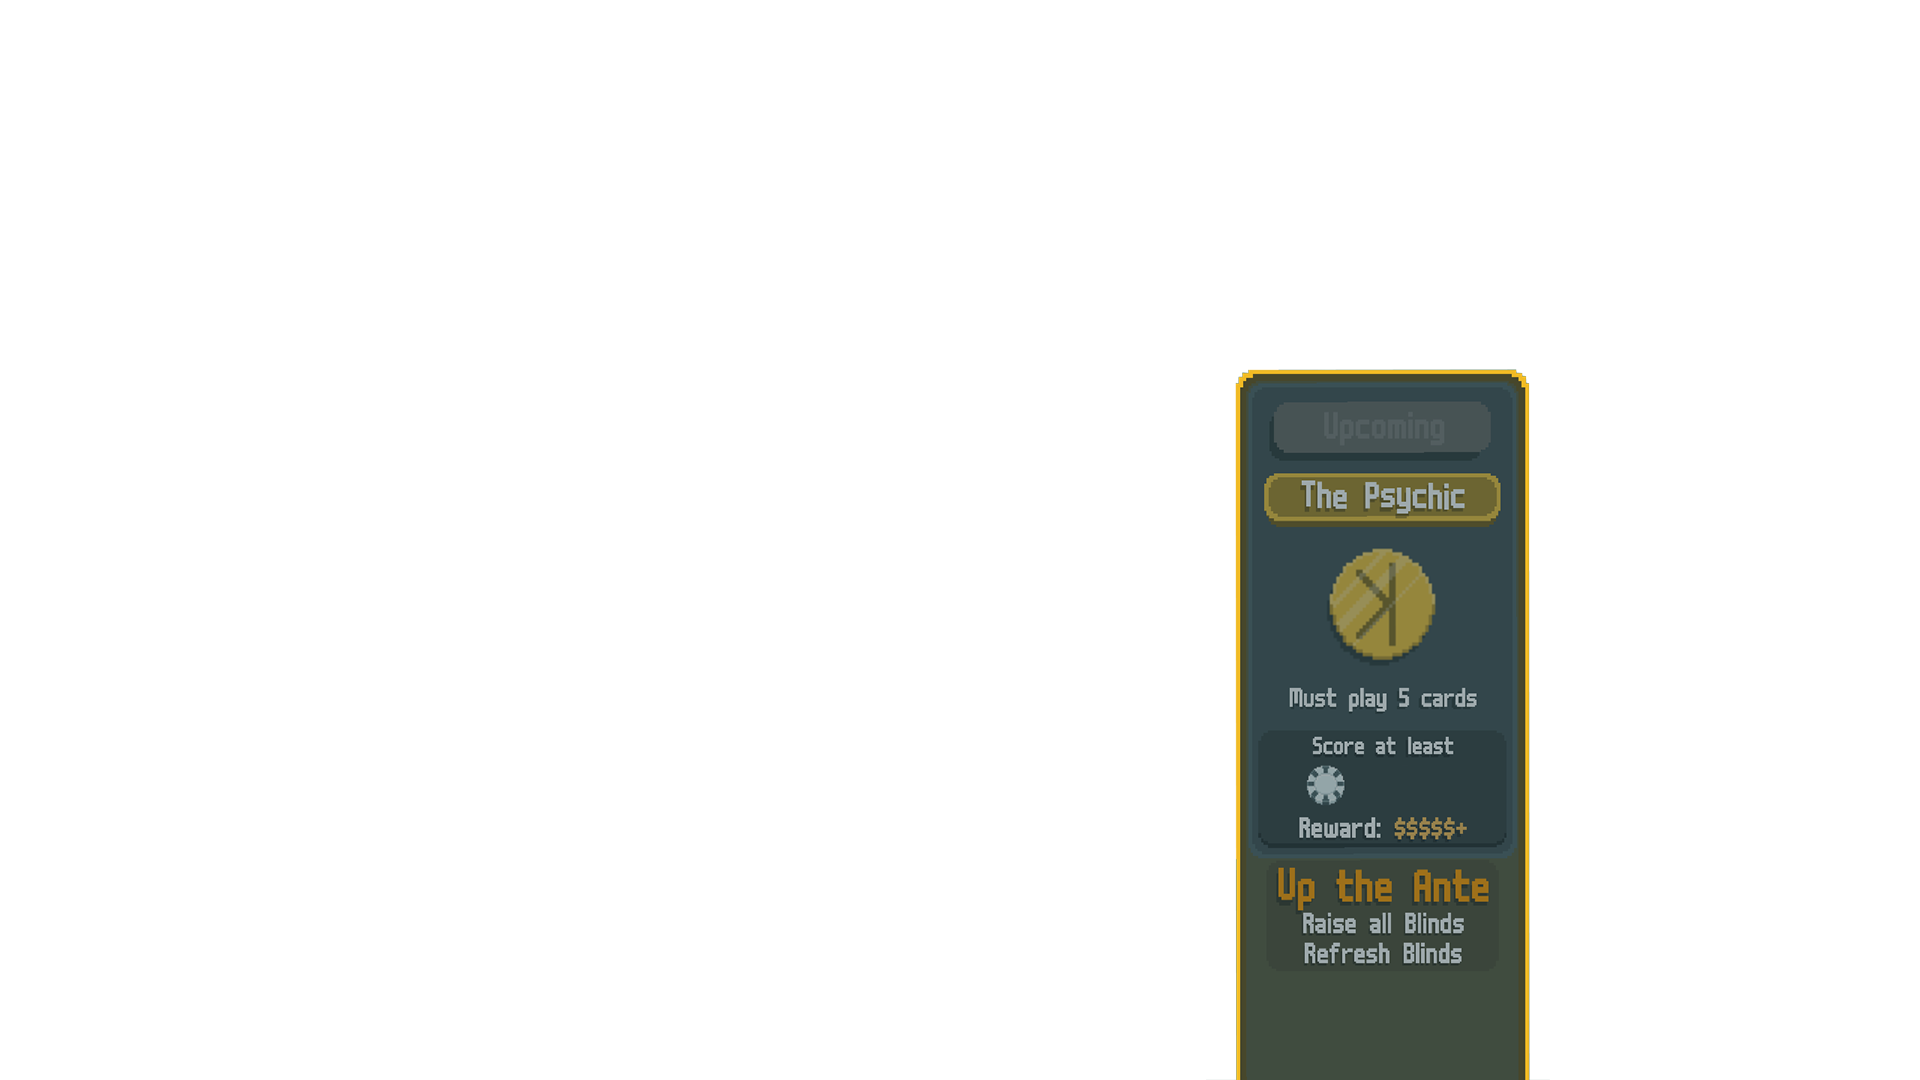 Upcoming
The Psychic
Must play 5 cards
Score at least
Reward: $$$$$+
Up the Ante
Raise all Blinds
Refresh Blinds